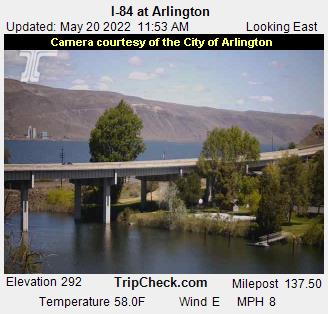 I-84 at Arlington
Updated: May 20 2022 11:53 AM Looking East
Camera courtesy of the City of Arlington
Elevation 292 TripCheck.com Milepost 137.50
Temperature 58.0F Wind E MPH 8